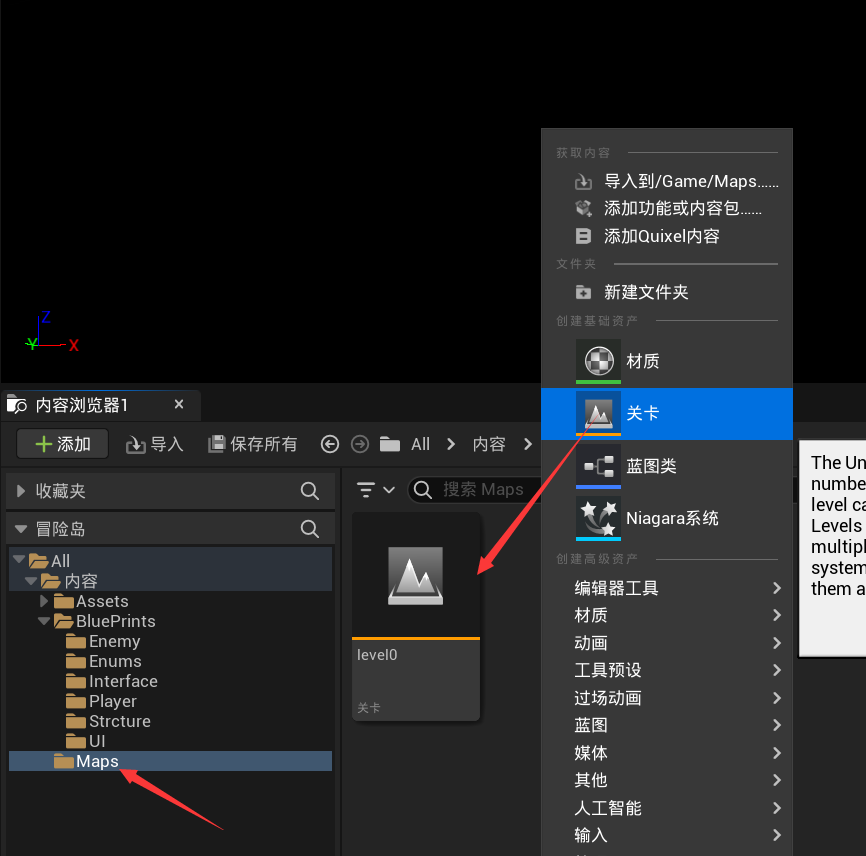 获取内容
导入到/Game/Maps......
添加功能或内容包......
添加Quixel内容
文件夹
新建文件夹
创建基础资产
材质
关卡
蓝图类
Niagara系统
创建高级资产
编辑器工具
材质
动画
工具预设
过场动画
蓝图
媒体
其他
人工智能
输入
Z
Y
X
内容浏览器1
添加
导入
保存所有
All
内容
收藏夹
搜索 Maps
冒险岛
All
内容
Assets
BluePrints
Enemy
Enums
Interface
Player
Strcture
UI
Maps
level0
关卡
The Un
numbe
level ca
Levels
multipl
system
them a